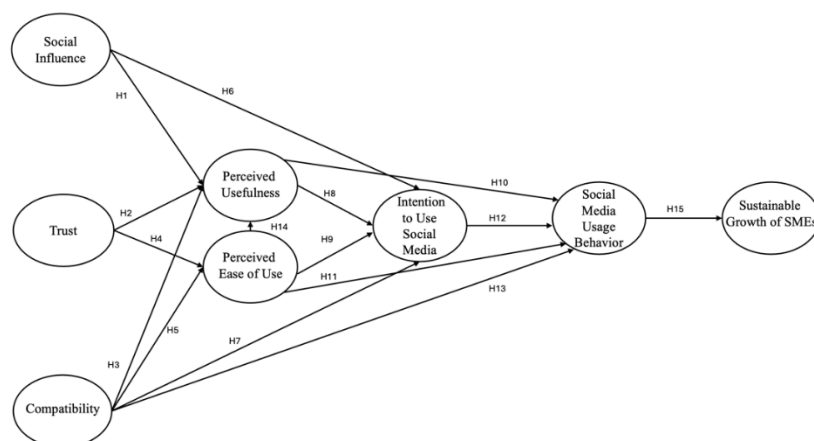 Social
Influence
H6
H1
Perceived
Usefulness
H10
H8
Intention
to Use
Social
Media
Social
Media
Usage
Behavior
Sustainable
Growth of SMEs
H2
Trust
H14
H12
H15
H4
H9
Perceived
Ease of Use
H11
H13
H5
H7
H3
Compatibility